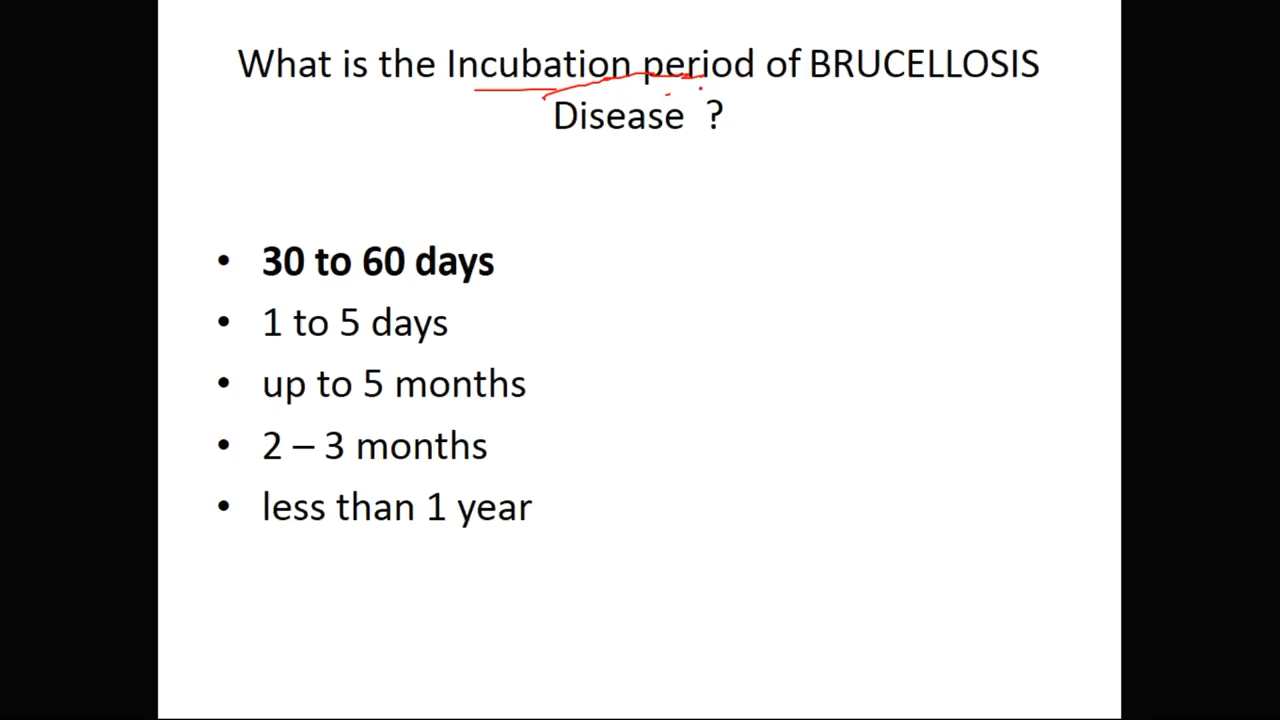 What is the Incubation period of BRUCELLOSIS
Disease ?
• 30 to 60 days
• 1 to 5 days
• up to 5 months
• 2 – 3 months
• less than 1 year